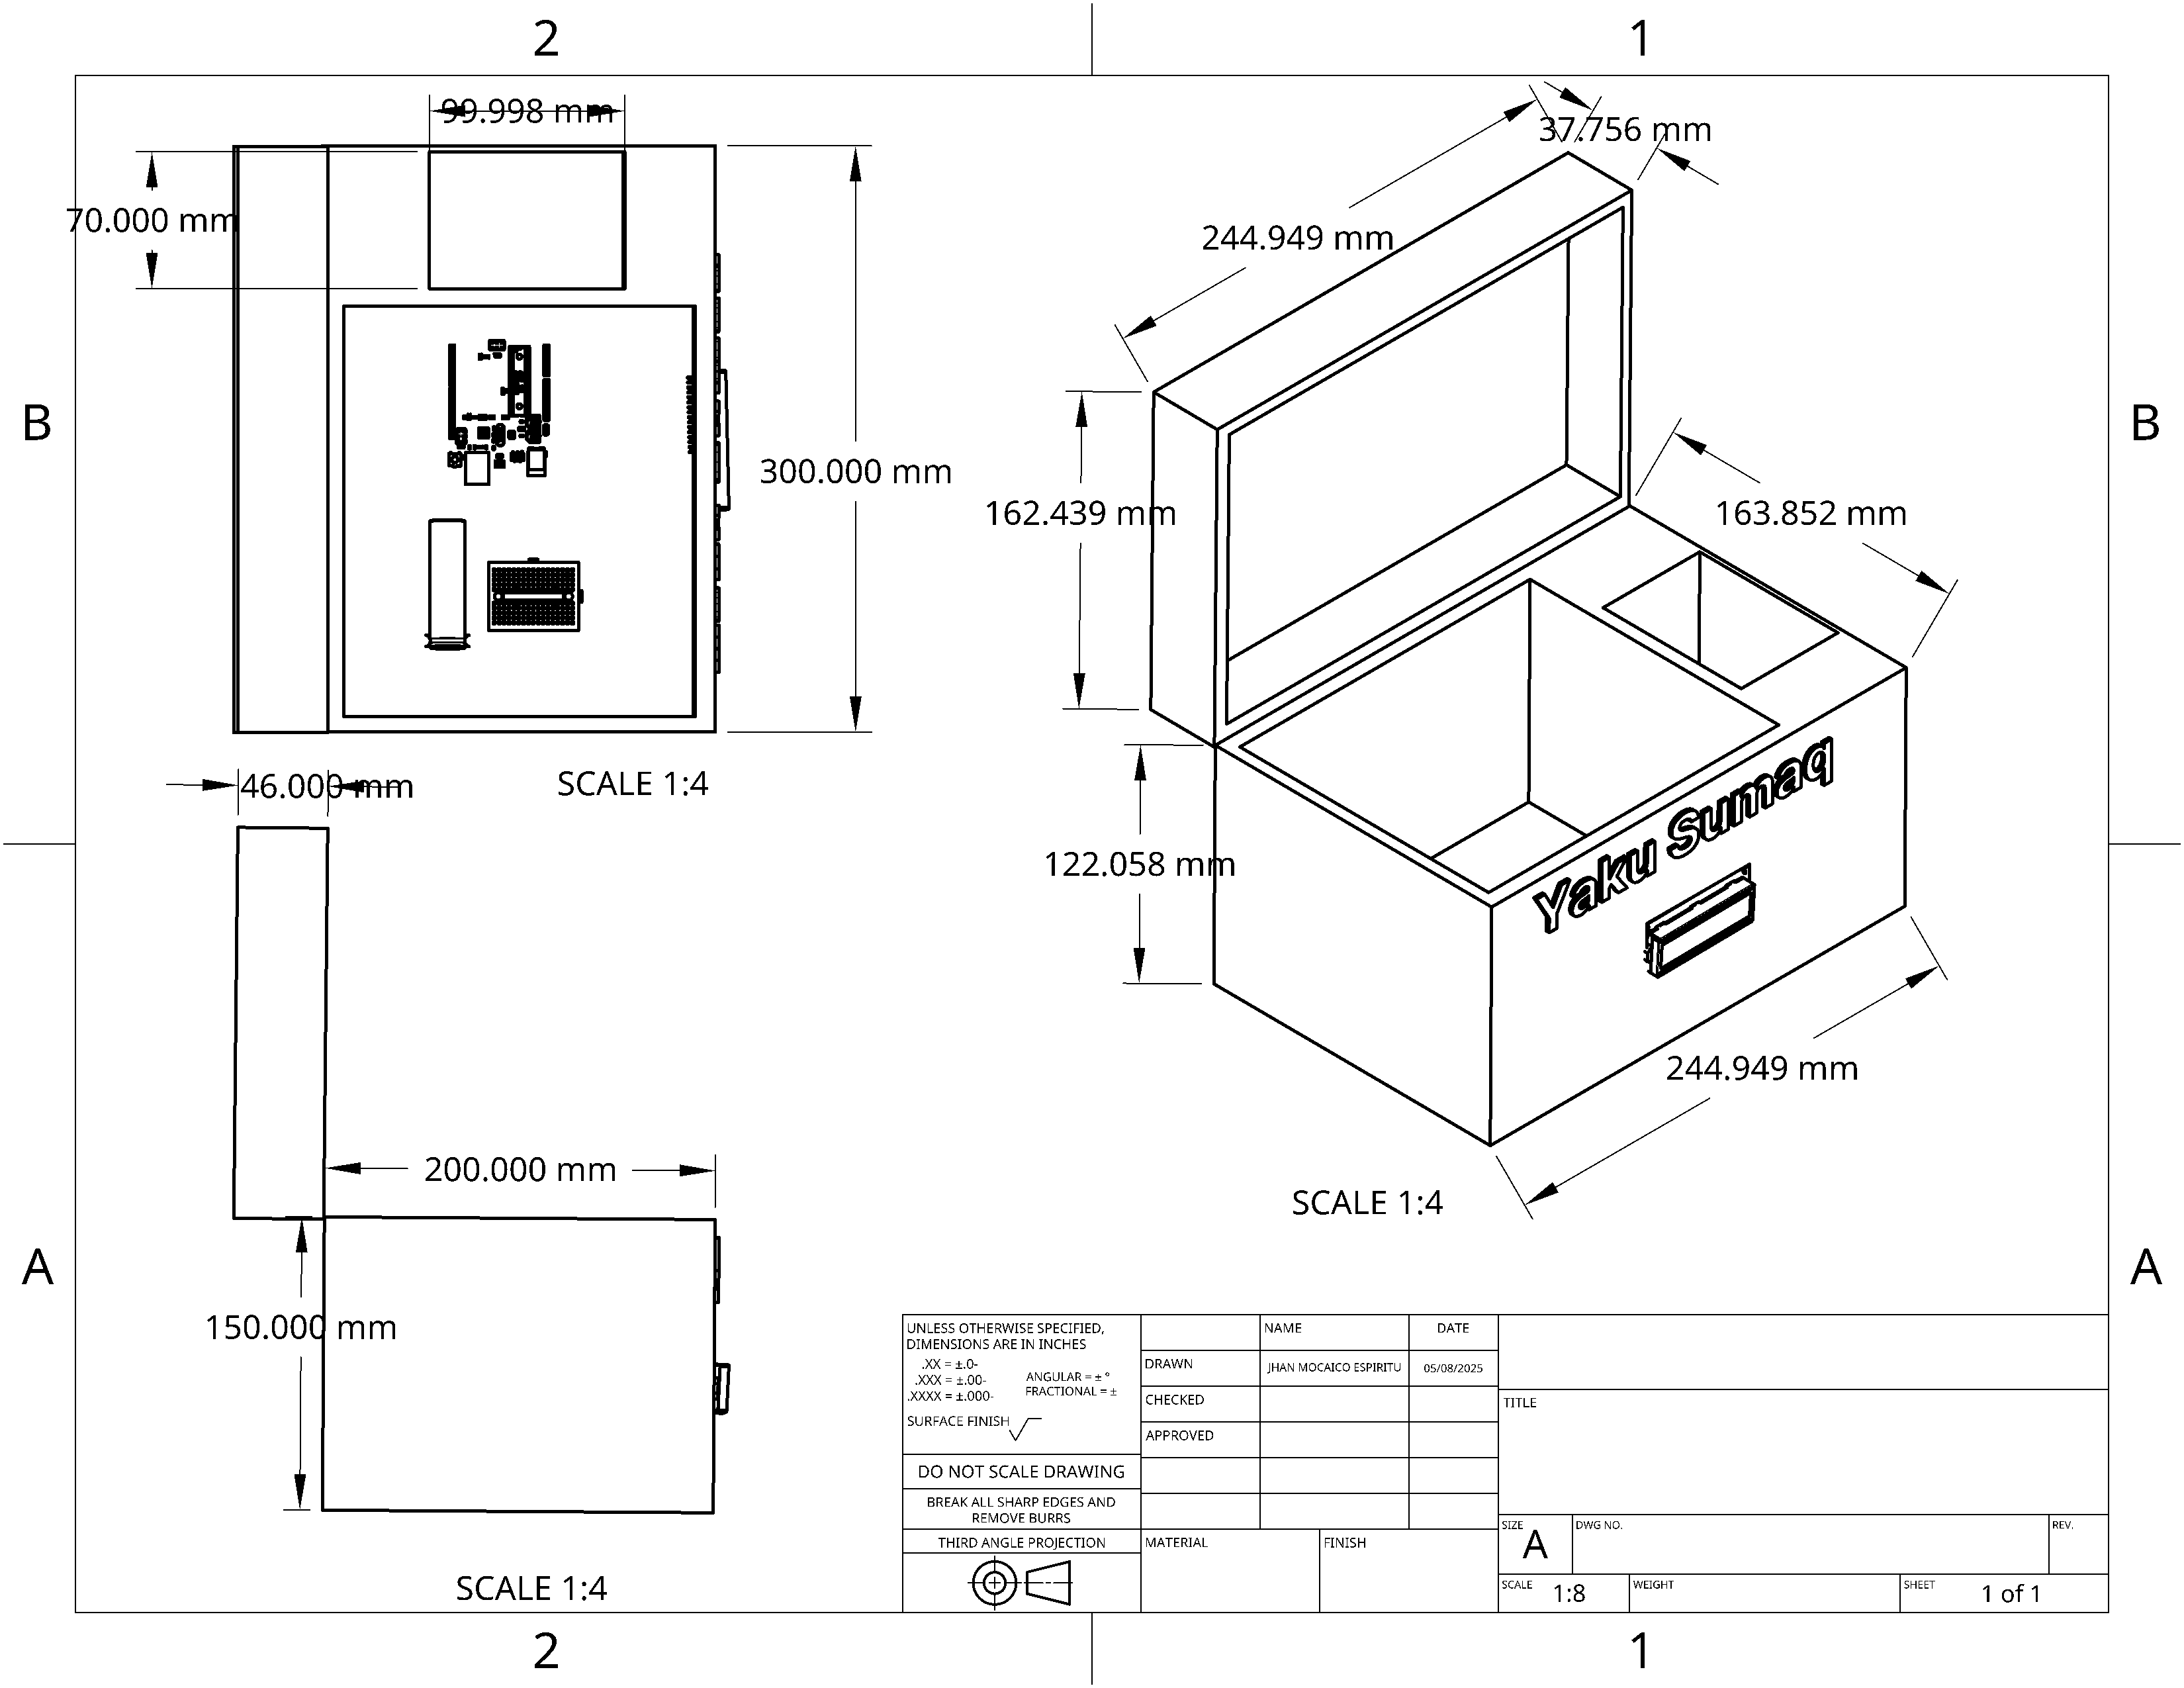 2
1
99.998 mm
37.756 mm
70.000 mm
244.949 mm
B
B
300.000 mm
162.439 mm
163.852 mm
46.000 mm
SCALE 1:4
Yaku Sumaq
122.058 mm
244.949 mm
200.000 mm
SCALE 1:4
A
A
150.000 mm
SCALE 1:4
UNLESS OTHERWISE SPECIFIED,
DIMENSIONS ARE IN INCHES
.XX = ±.0-
.XXX = ±.00-
.XXXX = ±.000-
ANGULAR = ± °
FRACTIONAL = ±
SURFACE FINISH
DO NOT SCALE DRAWING
BREAK ALL SHARP EDGES AND
REMOVE BURRS
THIRD ANGLE PROJECTION
NAME
DATE
DRAWN
JHAN MOCAICO ESPIRITU
05/08/2025
CHECKED
APPROVED
MATERIAL
FINISH
TITLE
SIZE
A
DWG NO.
REV.
SCALE
1:8
WEIGHT
SHEET
1 of 1
2
1